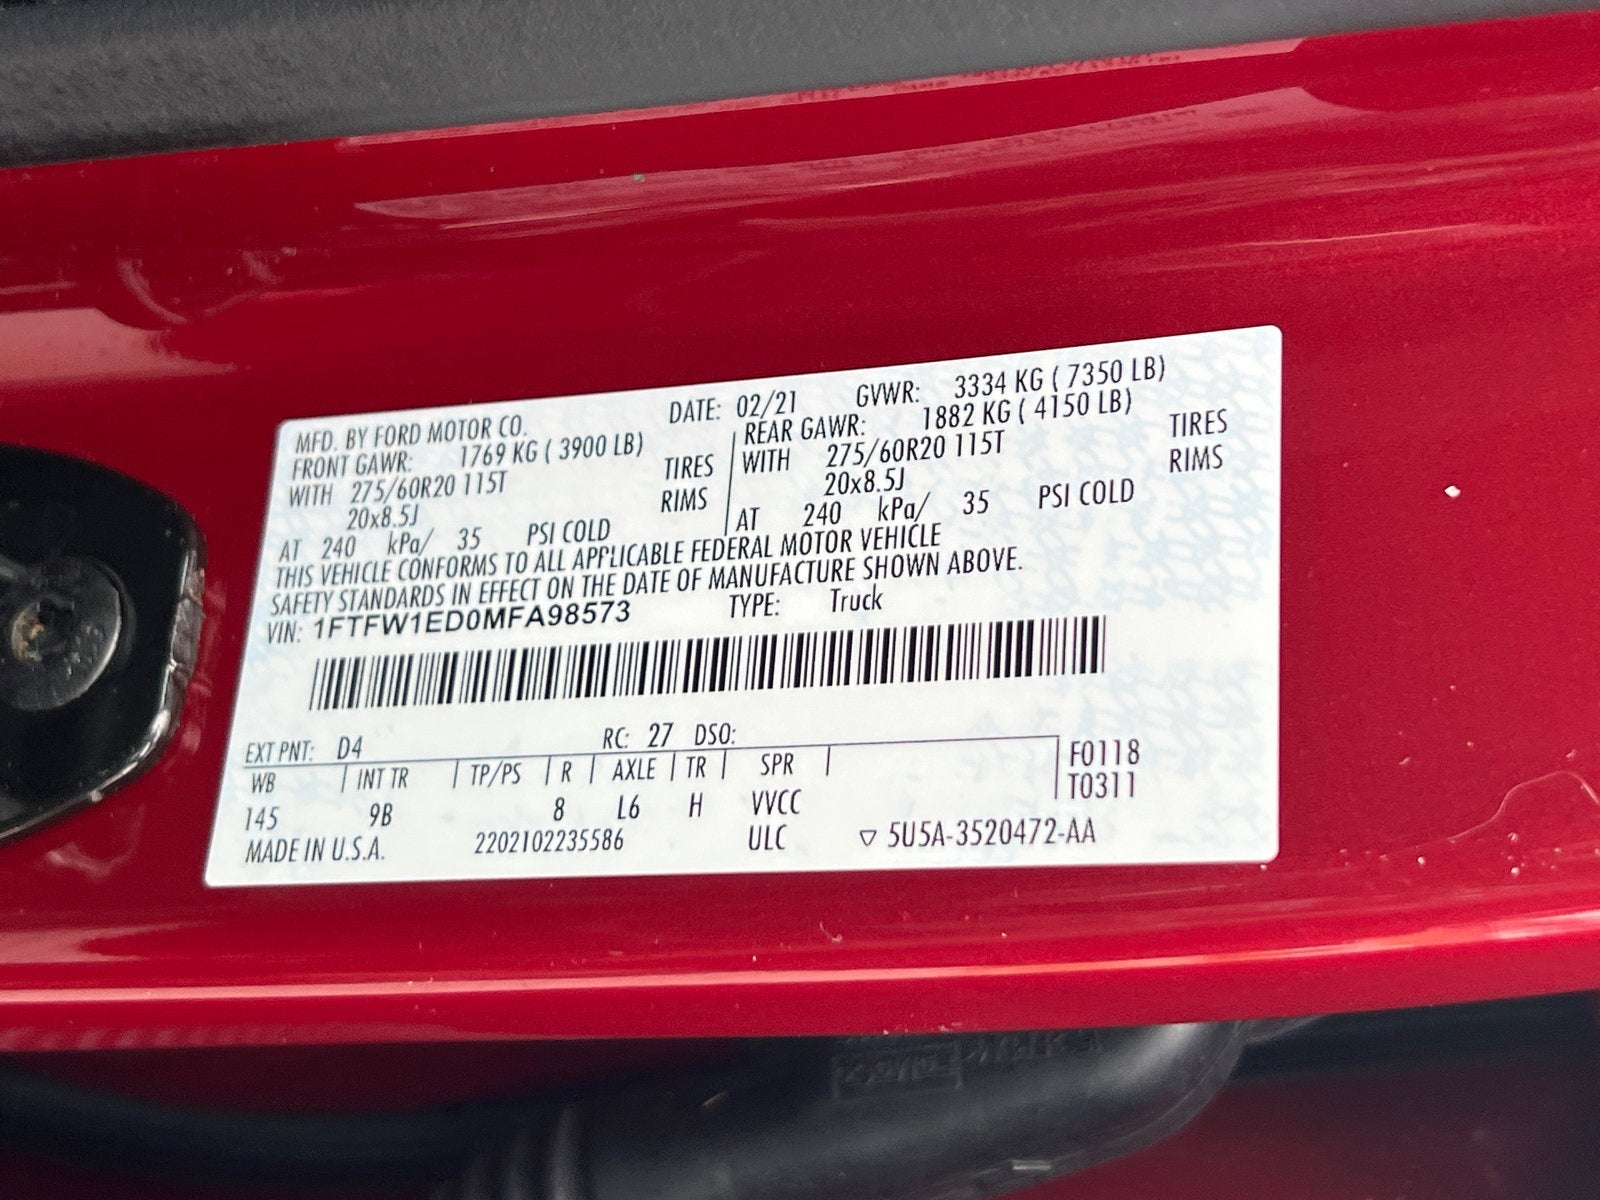 MFD. BY FORD MOTOR CO. DATE: 02/21 GVWR: 3334 KG ( 7350 LB)
FRONT GAWR: 1769 KG ( 3900 LB) REAR GAWR: 1882 KG ( 4150 LB)
WITH 275/60R20 115T TIRES WITH 275/60R20 115T TIRES
20x8.5J RIMS 20x8.5J RIMS
AT 240 kPa/ 35 PSI COLD AT 240 kPa/ 35 PSI COLD
THIS VEHICLE CONFORMS TO ALL APPLICABLE FEDERAL MOTOR VEHICLE
SAFETY STANDARDS IN EFFECT ON THE DATE OF MANUFACTURE SHOWN ABOVE.
VIN: 1FTFW1ED0MFA98573 TYPE: Truck
EXT PNT: D4 RC: 27 DSO:
WB INT TR TP/PS R AXLE TR SPR F0118
145 9B 8 L6 H VVCC T0311
MADE IN U.S.A. 2202102235586 ULC ▽ 5U5A-3520472-AA